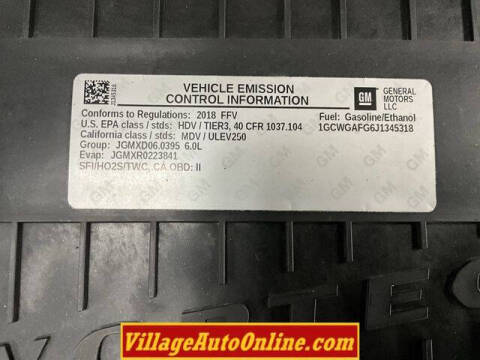 VEHICLE EMISSION
CONTROL INFORMATION
GM
GENERAL
MOTORS
LLC
Conforms to Regulations: 2018 FFV
Fuel: Gasoline/Ethanol
U.S. EPA class / stds: HDV / TIER3, 40 CFR 1037.104
1GCWGAFG6J1345318
California class / stds: MDV / ULEV250
Group: JGMXD06.0395 6.0L
Evap: JGMXR0223841
SFI/HO2S/TWC, CA OBD: II
VORTEC
VillageAutoOnline.com